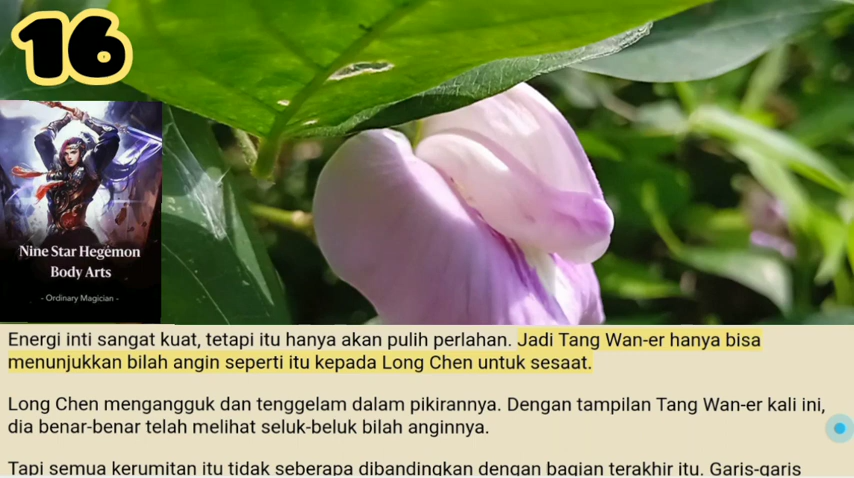 16
Nine Star Hegemon
Body Arts
- Ordinary Magician -
Energi inti sangat kuat, tetapi itu hanya akan pulih perlahan. Jadi Tang Wan-er hanya bisa
menunjukkan bilah angin seperti itu kepada Long Chen untuk sesaat.
Long Chen mengangguk dan tenggelam dalam pikirannya. Dengan tampilan Tang Wan-er kali ini,
dia benar-benar telah melihat seluk-beluk bilah anginnya.
Tapi semua kerumitan itu tidak seberapa dibandingkan dengan bagian terakhir itu. Garis-garis